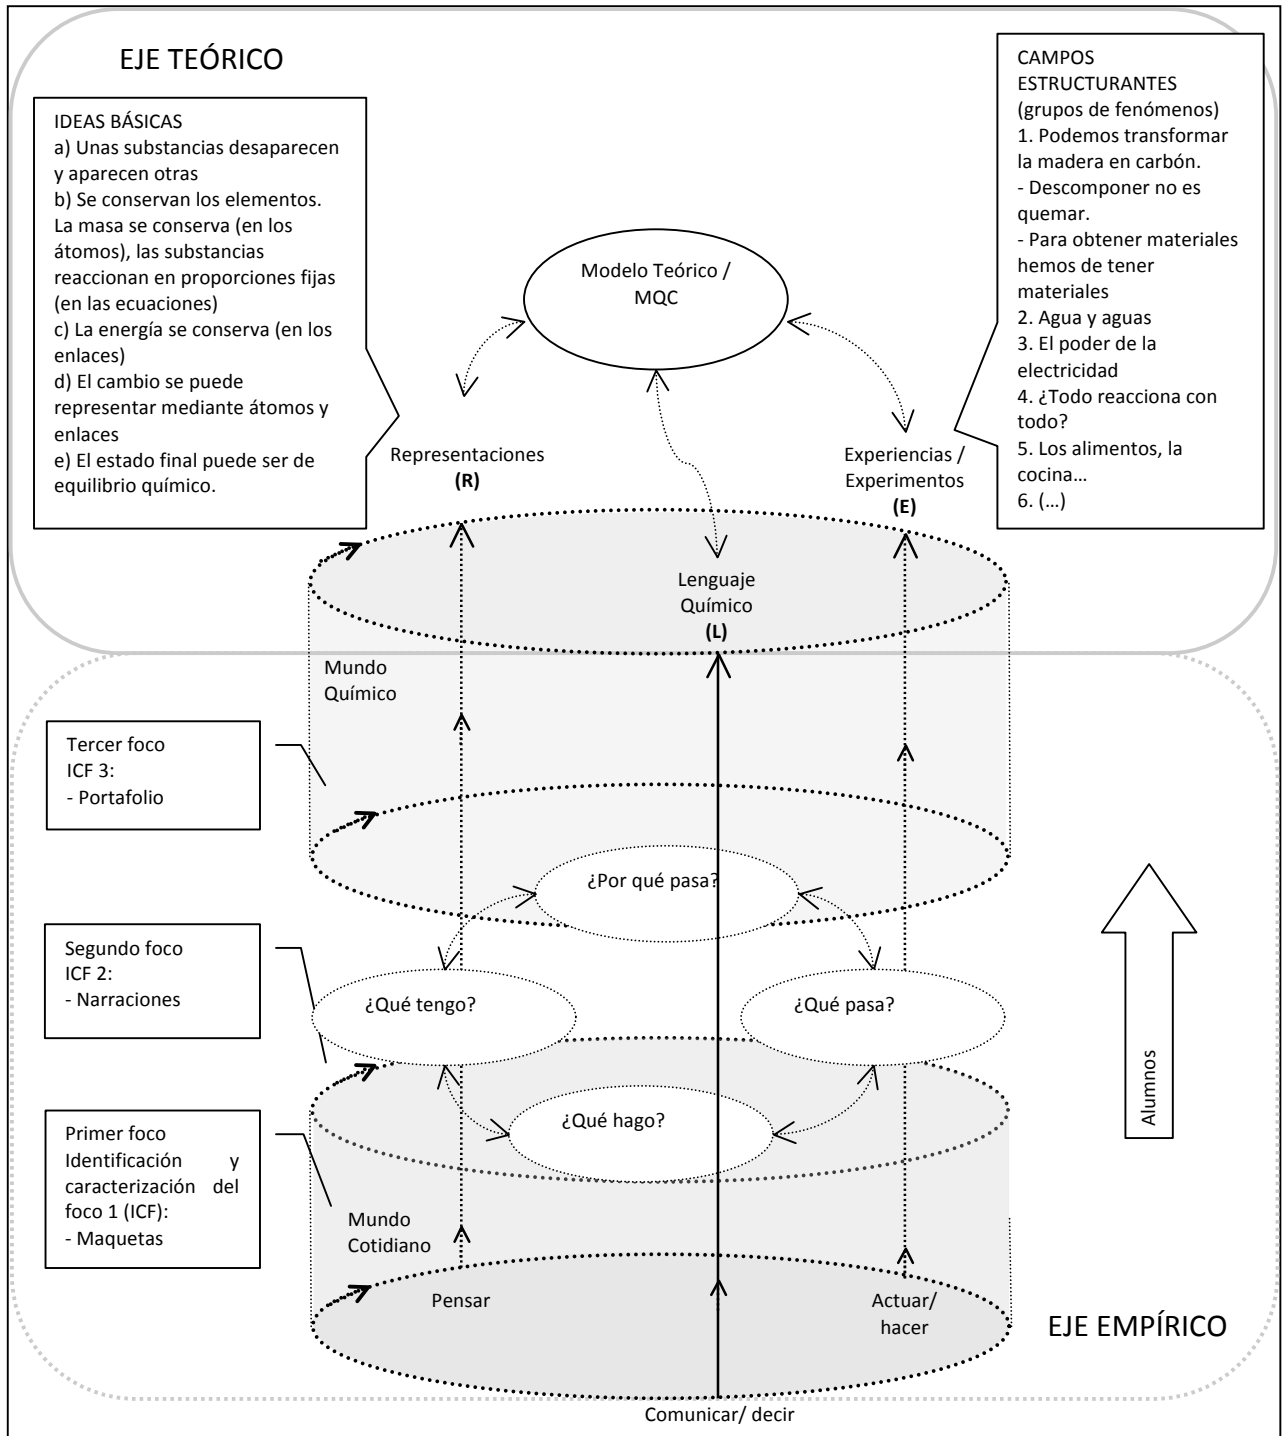 EJE TEÓRICO
IDEAS BÁSICAS
a) Unas substancias desaparecen
y aparecen otras
b) Se conservan los elementos.
La masa se conserva (en los
átomos), las substancias
reaccionan en proporciones fijas
(en las ecuaciones)
c) La energía se conserva (en los
enlaces)
d) El cambio se puede
representar mediante átomos y
enlaces
e) El estado final puede ser de
equilibrio químico.
CAMPOS
ESTRUCTURANTES
(grupos de fenómenos)
1. Podemos transformar
la madera en carbón.
- Descomponer no es
quemar.
- Para obtener materiales
hemos de tener
materiales
2. Agua y aguas
3. El poder de la
electricidad
4. ¿Todo reacciona con
todo?
5. Los alimentos, la
cocina...
6. (...)
Modelo Teórico /
MQC
Representaciones
(R)
Experiencias /
Experimentos
(E)
Lenguaje
Químico
(L)
Mundo
Químico
Tercer foco
ICF 3:
- Portafolio
¿Por qué pasa?
Segundo foco
ICF 2:
- Narraciones
¿Qué tengo?
¿Qué pasa?
¿Qué hago?
Alumnos
Primer foco
Identificación y
caracterización del
foco 1 (ICF):
- Maquetas
Mundo
Cotidiano
Pensar
Actuar/
hacer
EJE EMPÍRICO
Comunicar/ decir